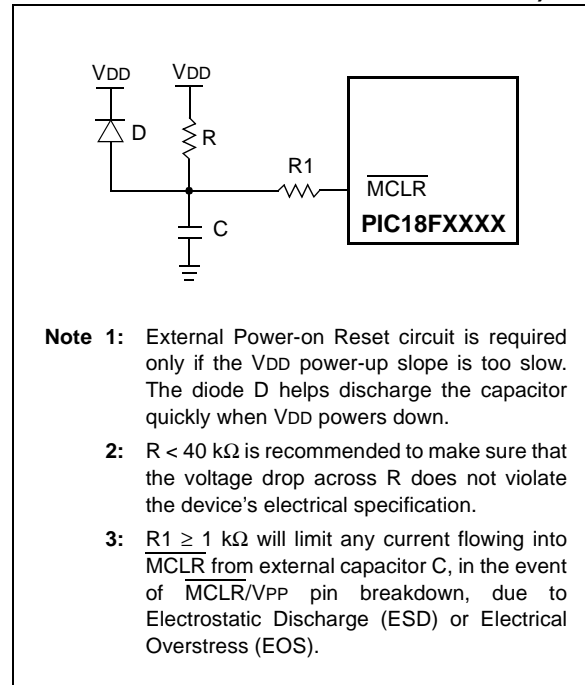 VDD VDD
D
R
R1
MCLR
C
PIC18FXXXX
Note 1: External Power-on Reset circuit is required
only if the VDD power-up slope is too slow.
The diode D helps discharge the capacitor
quickly when VDD powers down.
2: R < 40 kΩ is recommended to make sure that
the voltage drop across R does not violate
the device's electrical specification.
3: R1 ≥ 1 kΩ will limit any current flowing into
MCLR from external capacitor C, in the event
of MCLR/VPP pin breakdown, due to
Electrostatic Discharge (ESD) or Electrical
Overstress (EOS).